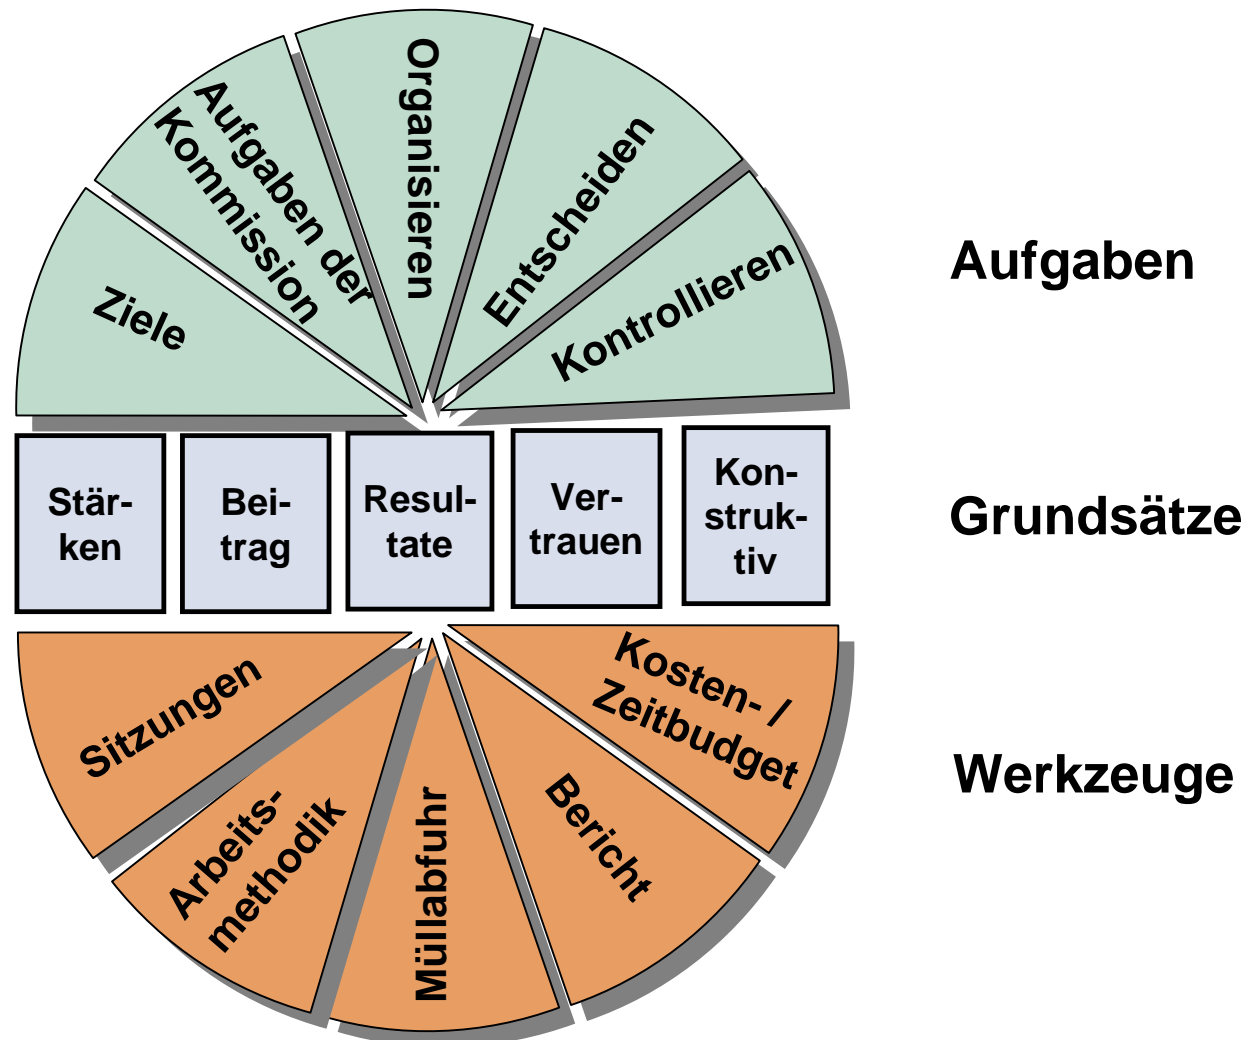 Ziele
Aufgaben der
Kommission
Organisieren
Entscheiden
Kontrollieren
Aufgaben
Stär-
ken
Bei-
trag
Resul-
tate
Ver-
trauen
Kon-
struk-
tiv
Grundsätze
Sitzungen
Arbeits-
methodik
Müllabfuhr
Bericht
Kosten- /
Zeitbudget
Werkzeuge